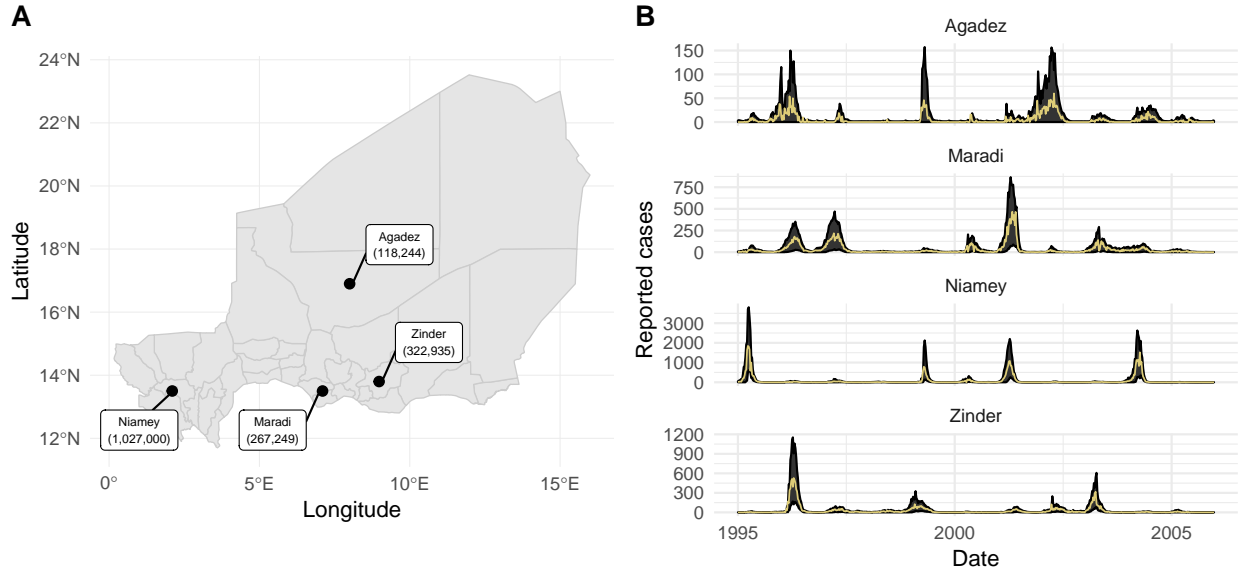 A
24°N
22°N
20°N
18°N
16°N
14°N
12°N
Latitude
0°
5°E
10°E
15°E
Longitude
Agadez
(118,244)
Zinder
(322,935)
Niamey
(1,027,000)
Maradi
(267,249)
B
Reported cases
Agadez
150
100
50
0
Maradi
750
500
250
0
Niamey
3000
2000
1000
0
Zinder
1200
900
600
300
0
1995
2000
2005
Date